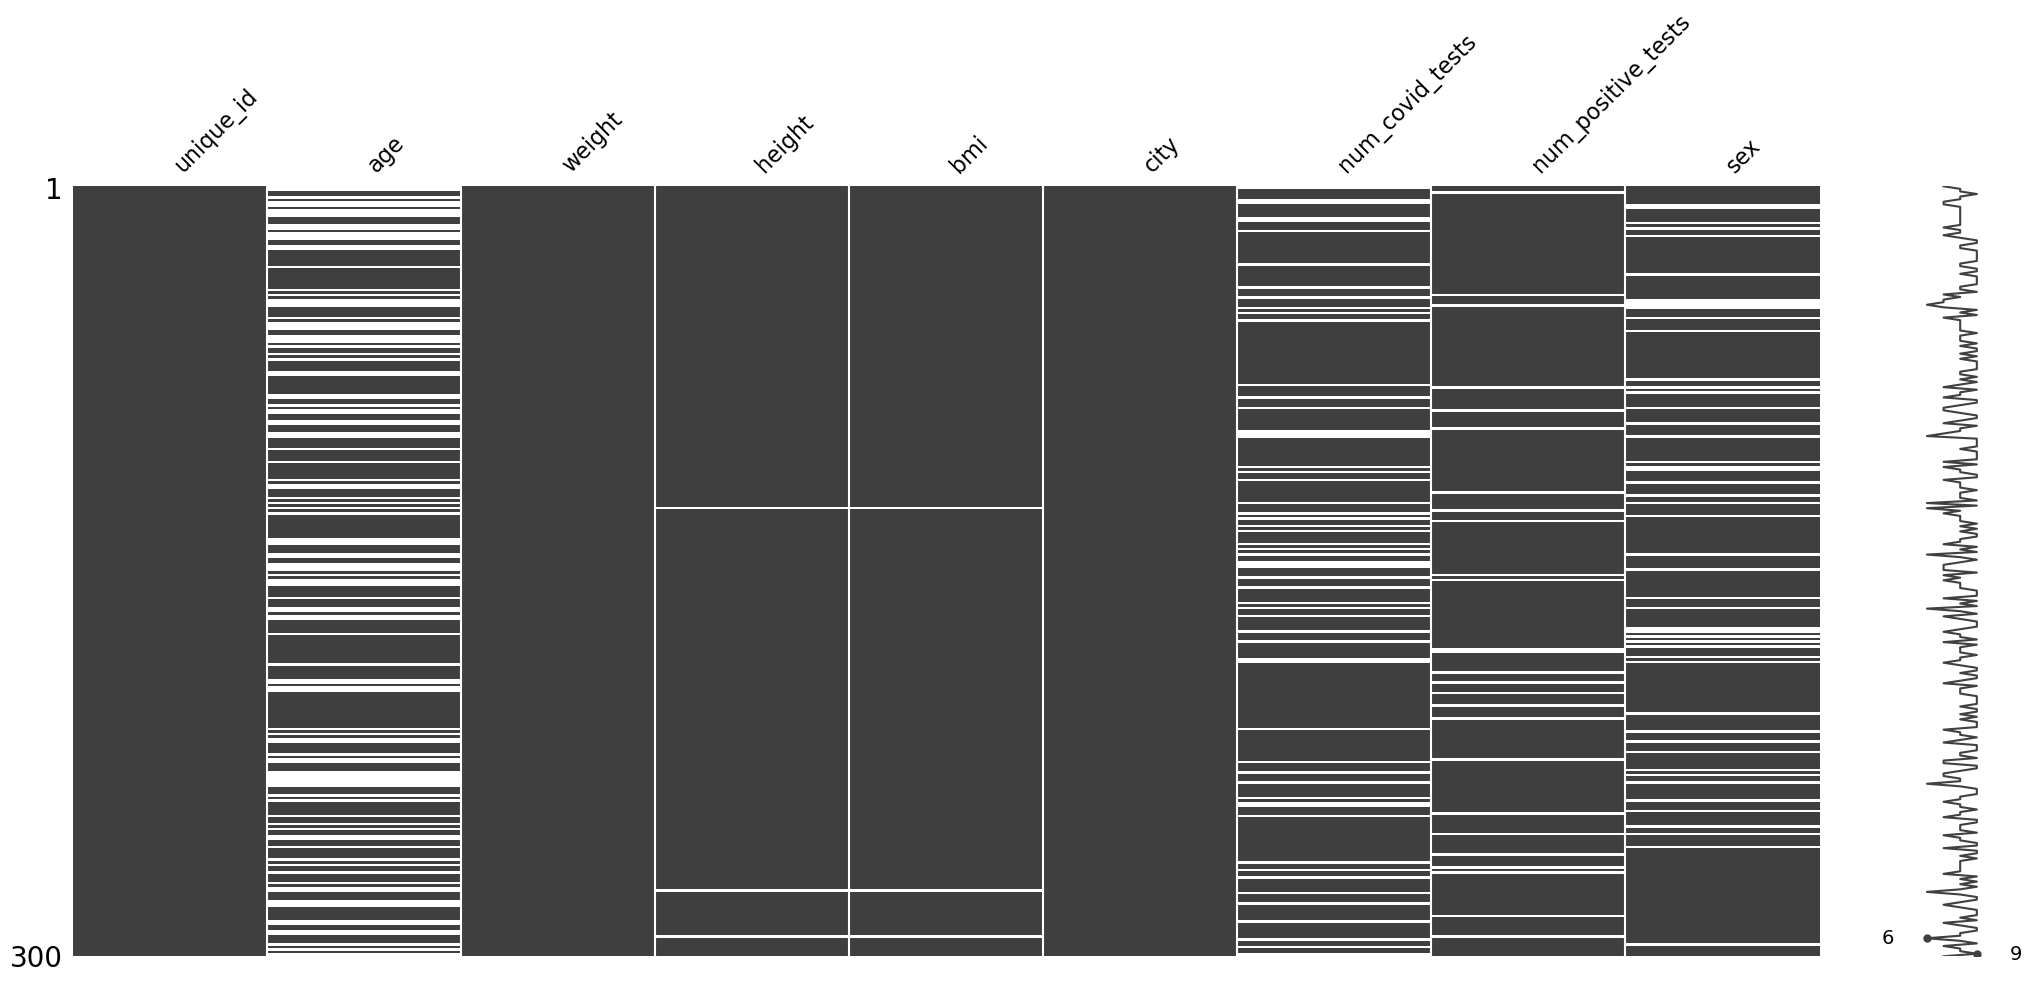 unique_id
age
weight
height
bmi
city
num_covid_tests
num_positive_tests
sex
1
300
6
9